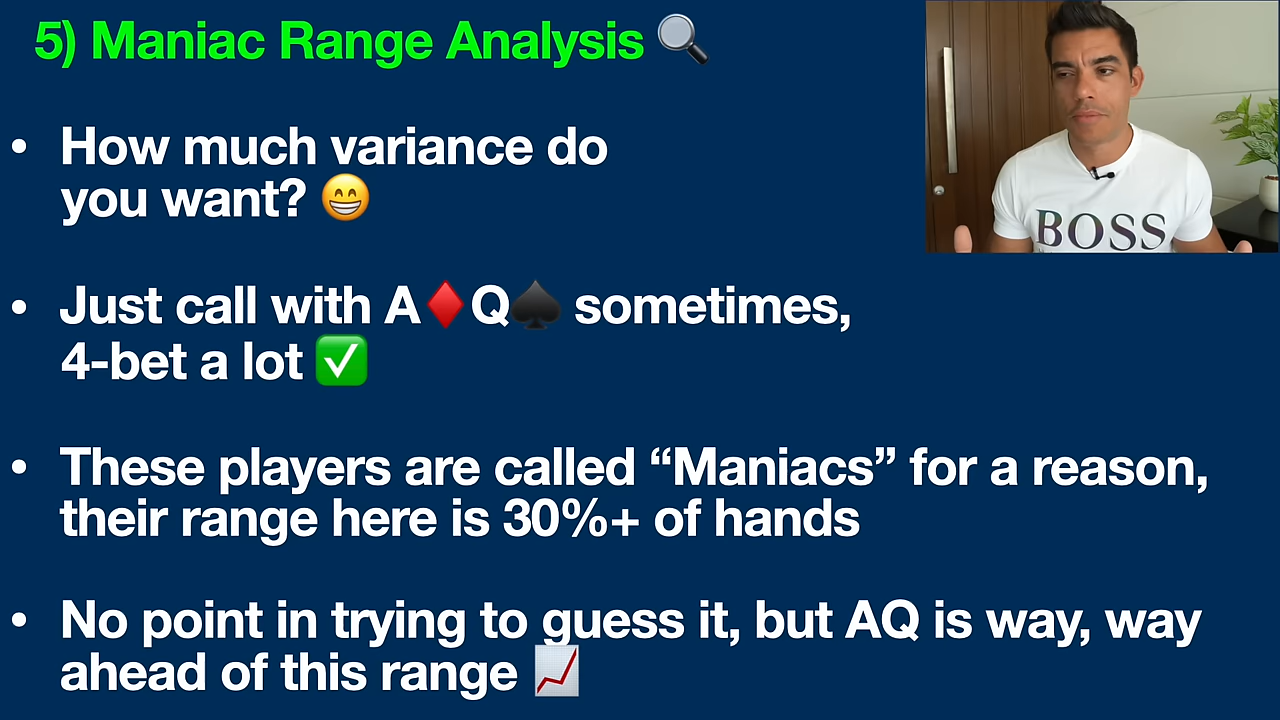 5) Maniac Range Analysis 🔍
• How much variance do
you want? 😁
• Just call with A♦️Q♠️ sometimes,
4-bet a lot ✅
• These players are called “Maniacs” for a reason,
their range here is 30%+ of hands
• No point in trying to guess it, but AQ is way, way
ahead of this range 📈
BOSS